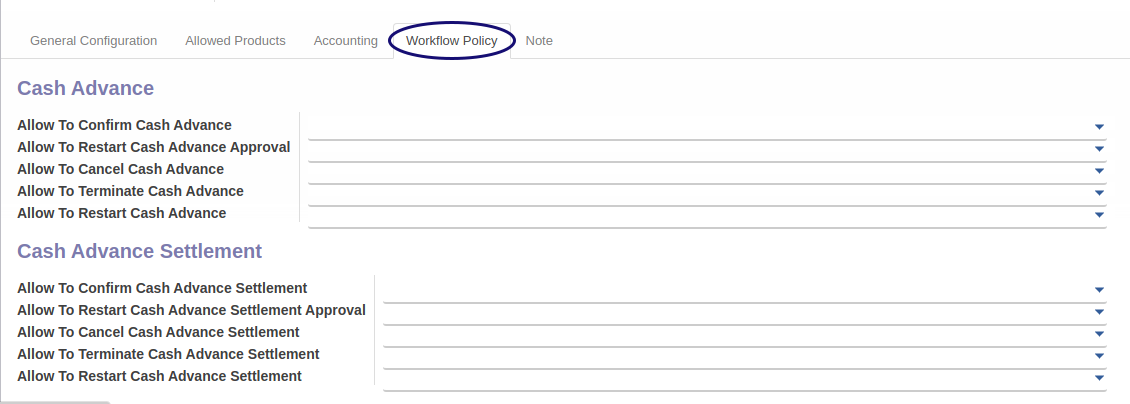 General Configuration Allowed Products Accounting Workflow Policy Note
Cash Advance
Allow To Confirm Cash Advance
Allow To Restart Cash Advance Approval
Allow To Cancel Cash Advance
Allow To Terminate Cash Advance
Allow To Restart Cash Advance
Cash Advance Settlement
Allow To Confirm Cash Advance Settlement
Allow To Restart Cash Advance Settlement Approval
Allow To Cancel Cash Advance Settlement
Allow To Terminate Cash Advance Settlement
Allow To Restart Cash Advance Settlement